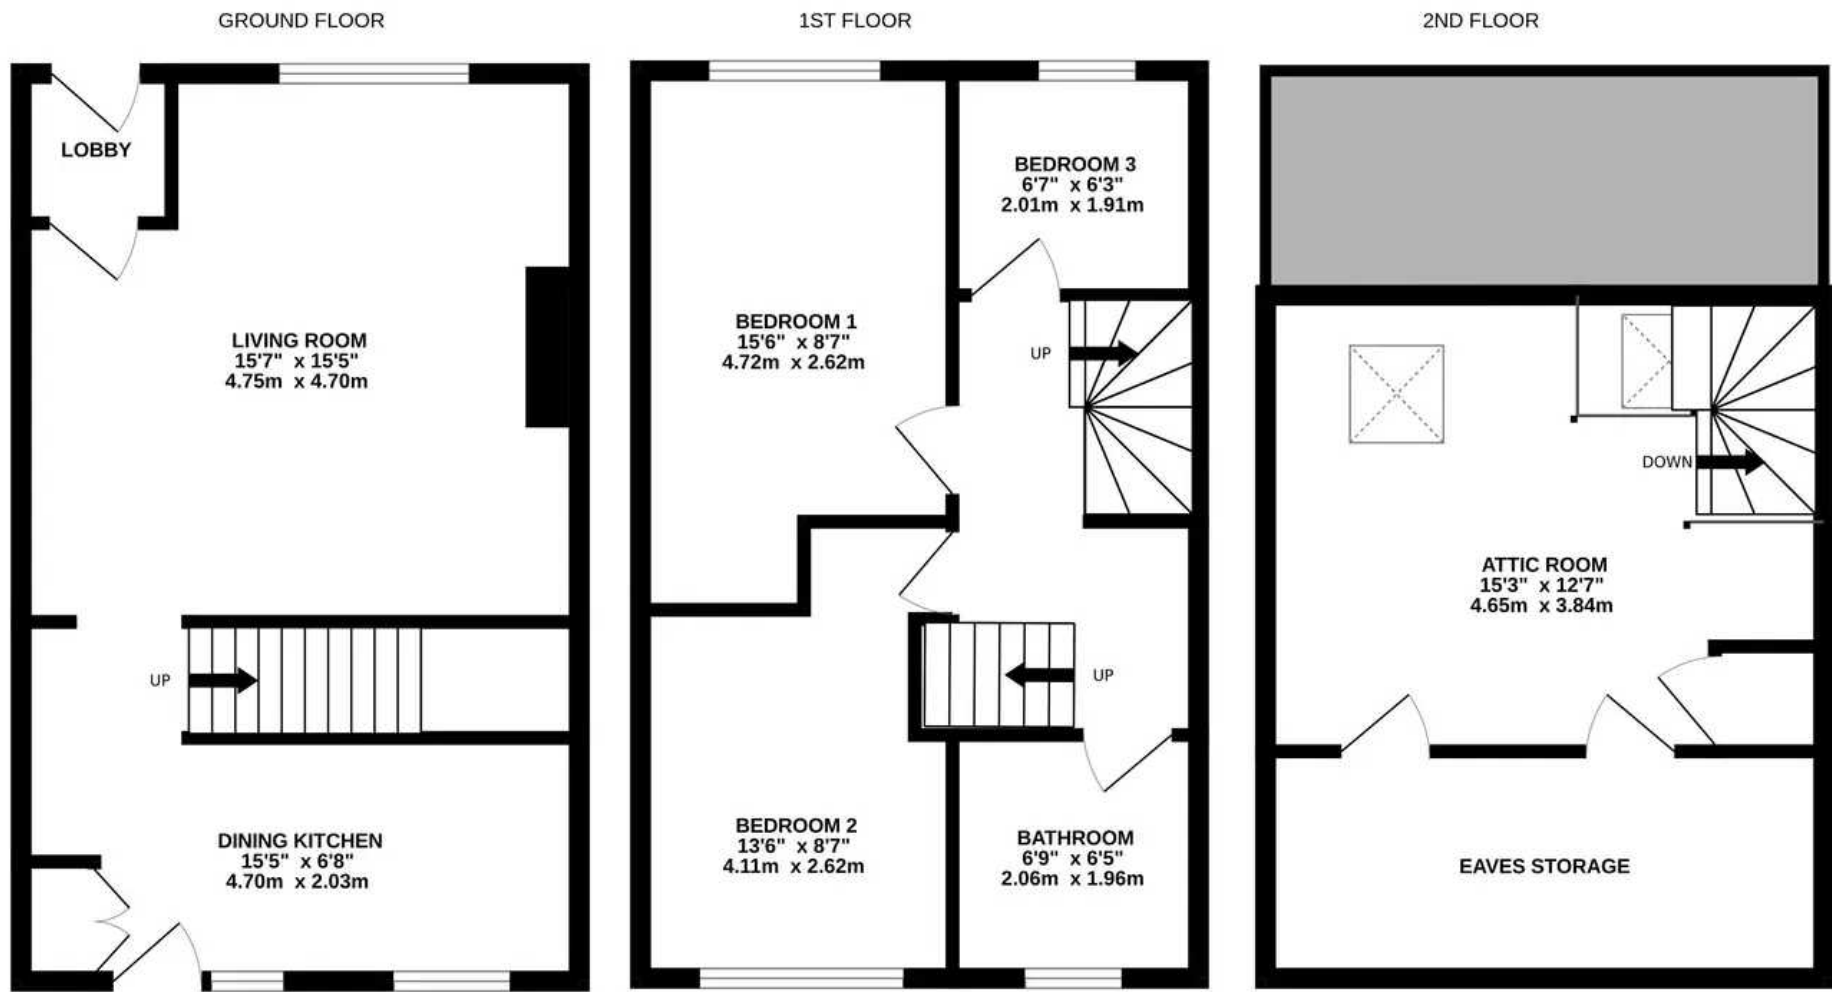 GROUND FLOOR
LOBBY
LIVING ROOM
15'7" x 15'5"
4.75m x 4.70m
UP
DINING KITCHEN
15'5" x 6'8"
4.70m x 2.03m
1ST FLOOR
BEDROOM 3
6'7" x 6'3"
2.01m x 1.91m
BEDROOM 1
15'6" x 8'7"
4.72m x 2.62m
UP
UP
BEDROOM 2
13'6" x 8'7"
4.11m x 2.62m
BATHROOM
6'9" x 6'5"
2.06m x 1.96m
2ND FLOOR
DOWN
ATTIC ROOM
15'3" x 12'7"
4.65m x 3.84m
EAVES STORAGE